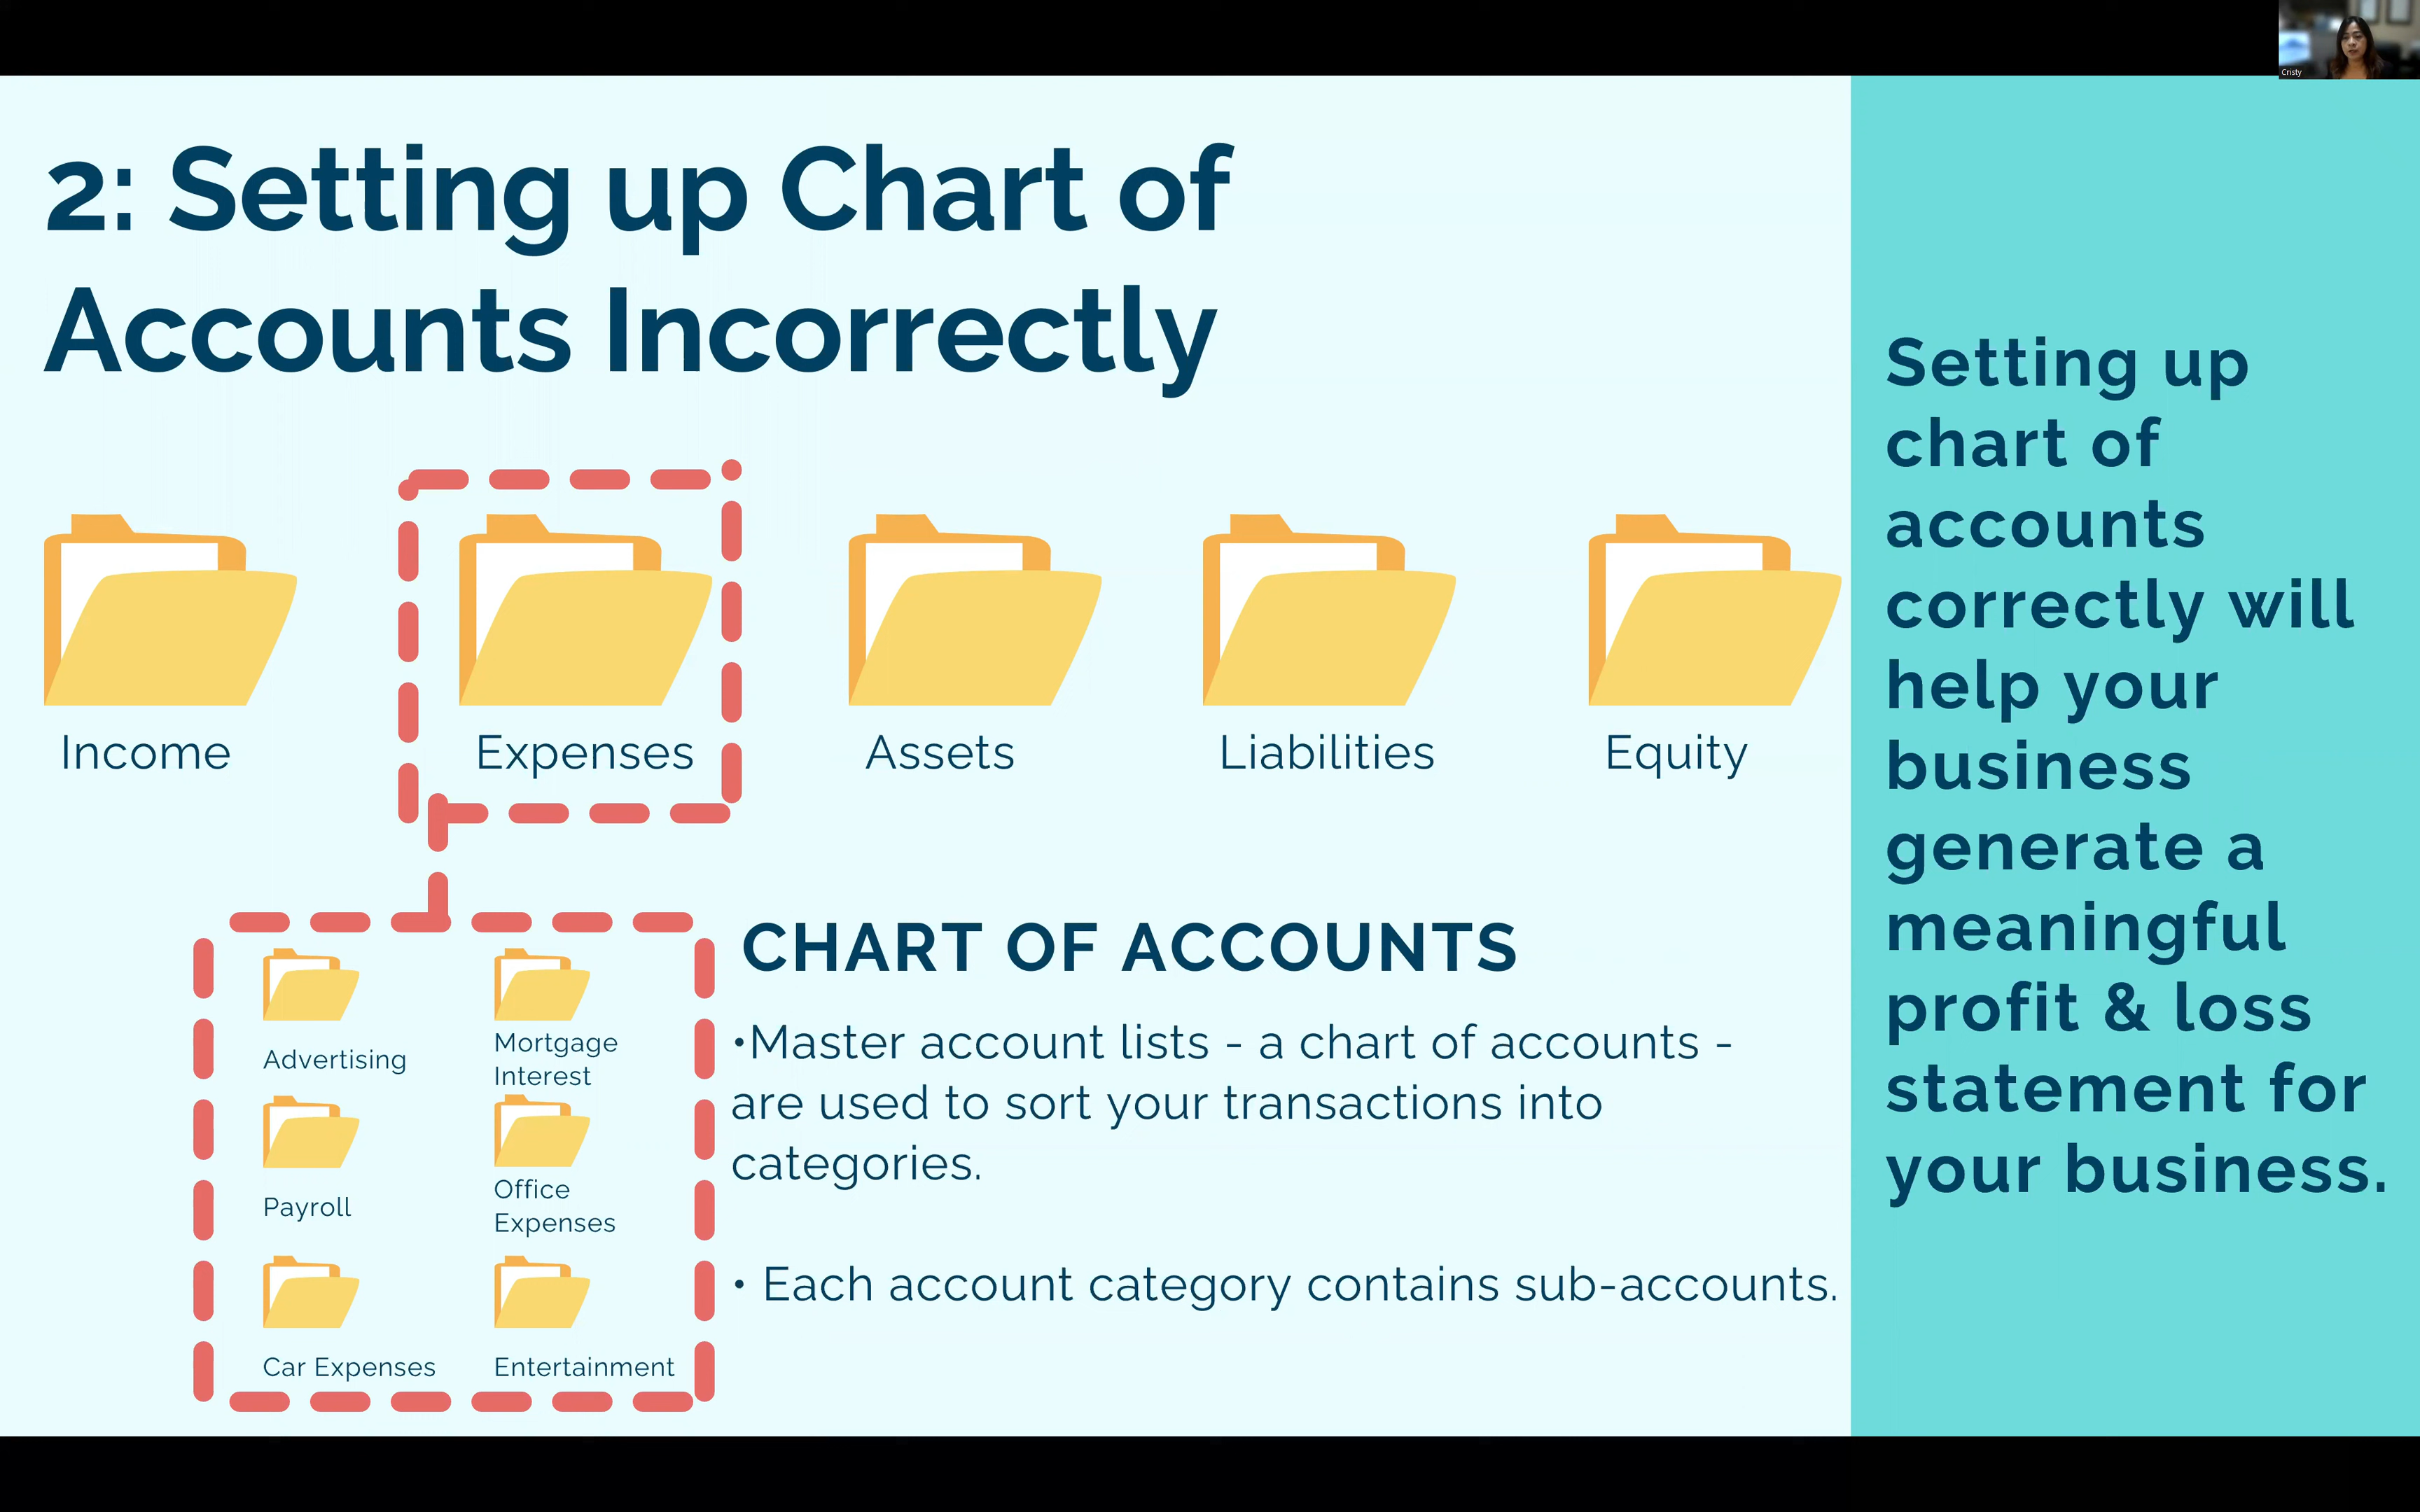 Cristy
2: Setting up Chart of
Accounts Incorrectly
Income
Expenses
Assets
Liabilities
Equity
Advertising
Mortgage
Interest
Payroll
Office
Expenses
Car Expenses
Entertainment
CHART OF ACCOUNTS
•Master account lists - a chart of accounts -
are used to sort your transactions into
categories.
• Each account category contains sub-accounts.
Setting up
chart of
accounts
correctly will
help your
business
generate a
meaningful
profit & loss
statement for
your business.